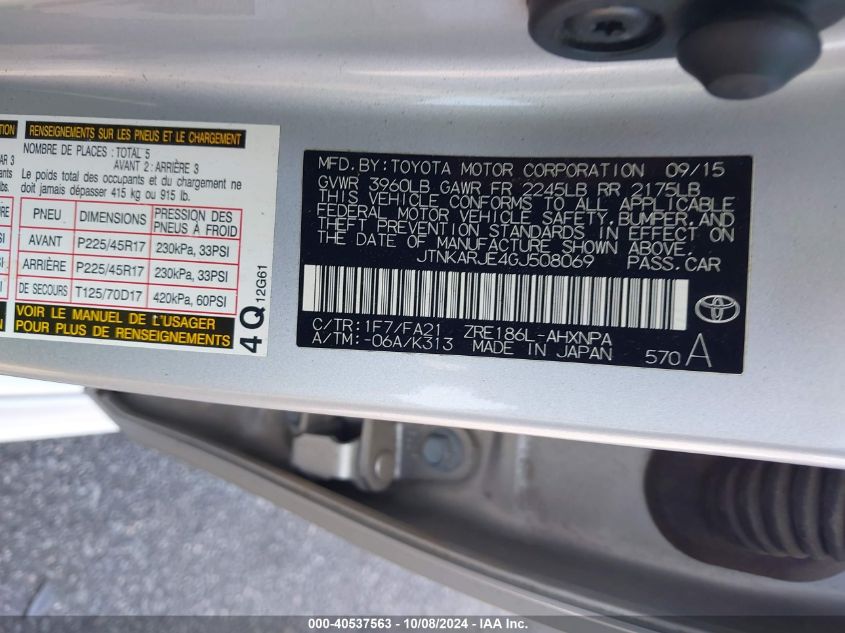 TION
AR 3
RENSEIGNEMENTS SUR LES PNEUS ET LE CHARGEMENT
NOMBRE DE PLACES: TOTAL 5
AVANT 2: ARRIÈRE 3
Le poids total des occupants et du chargement ne
doit jamais dépasser 415 kg ou 915 lb.
PNEU DIMENSIONS PRESSION DES
PNEUS À FROID
AVANT P225/45R17 230kPa, 33PSI
ARRIÈRE P225/45R17 230kPa, 33PSI
DE SECOURS T125/70D17 420kPa, 60PSI
VOIR LE MANUEL DE L'USAGER
POUR PLUS DE RENSEIGNEMENTS
4Q 12G61
MFD. BY: TOYOTA MOTOR CORPORATION 09/15
GVWR 3960LB GAWR FR 2245LB RR 2175LB
THIS VEHICLE CONFORMS TO ALL APPLICABLE
FEDERAL MOTOR VEHICLE SAFETY, BUMPER, AND
THEFT PREVENTION STANDARDS IN EFFECT ON
THE DATE OF MANUFACTURE SHOWN ABOVE.
JTNKARJE4GJ508069 PASS. CAR
C/TR: 1F7/FA21 ZRE186L-AHXNPA
A/TM: -06A/K313 MADE IN JAPAN 570 A
000-40537563 - 10/08/2024 - IAA Inc.